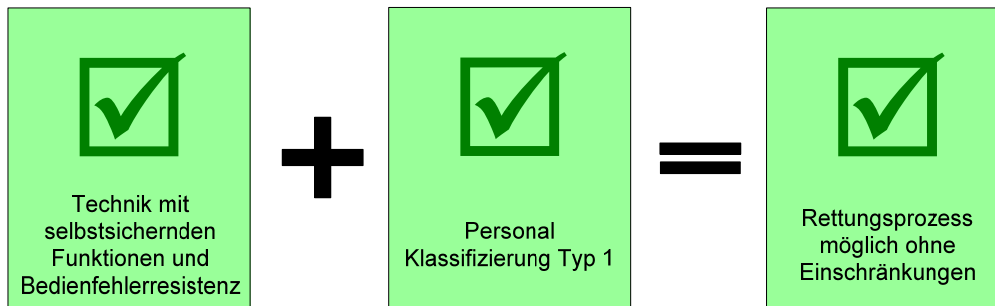 Technik mit
selbstsichernden
Funktionen und
Bedienfehlerresistenz
+
Personal
Klassifizierung Typ 1
=
Rettungsprozess
möglich ohne
Einschränkungen